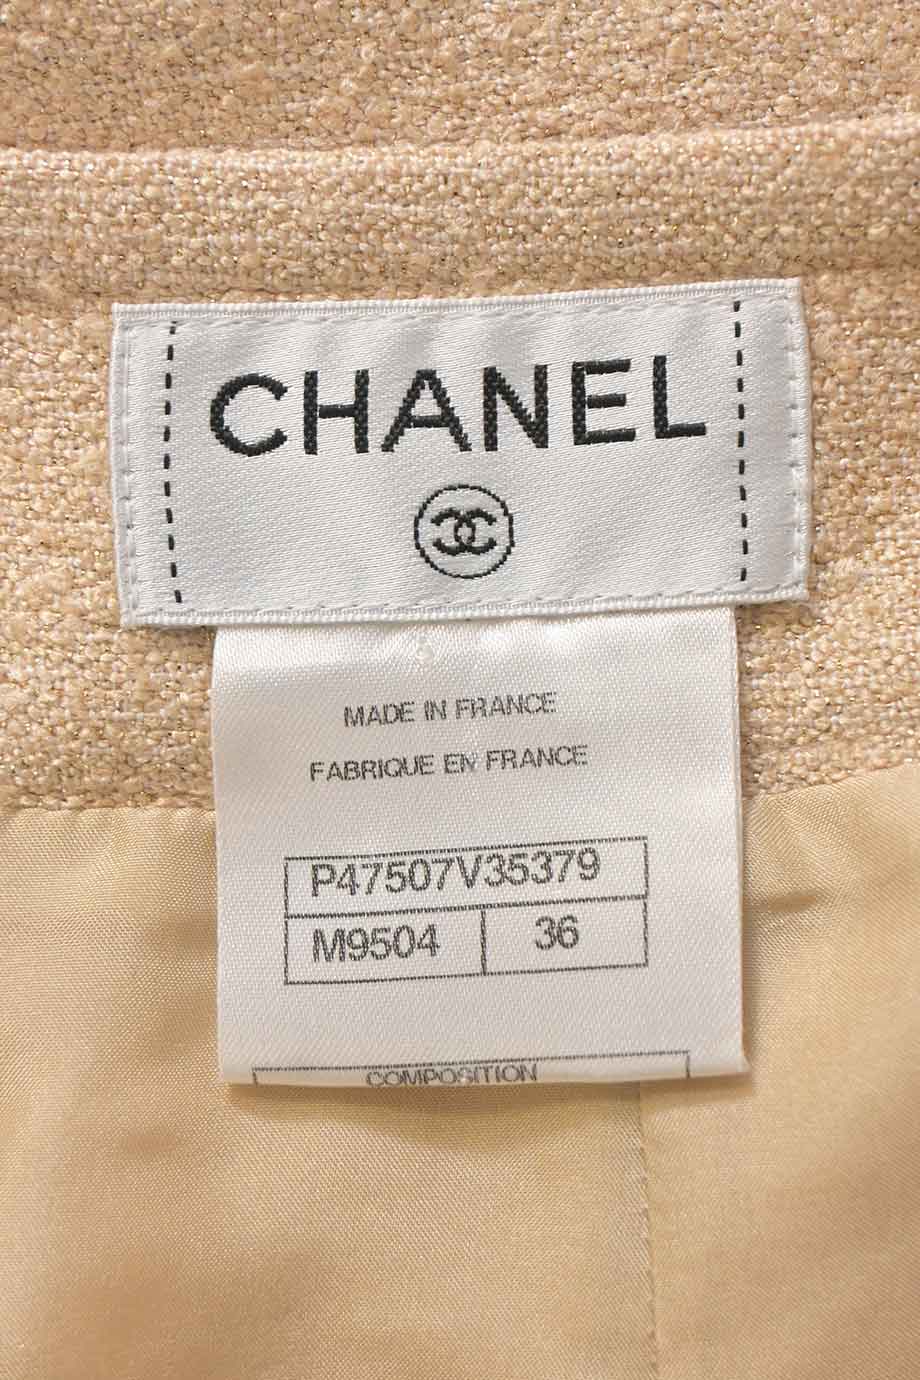 CHANEL
MADE IN FRANCE
FABRIQUE EN FRANCE
P47507V35379
M9504 36
COMPOSITION